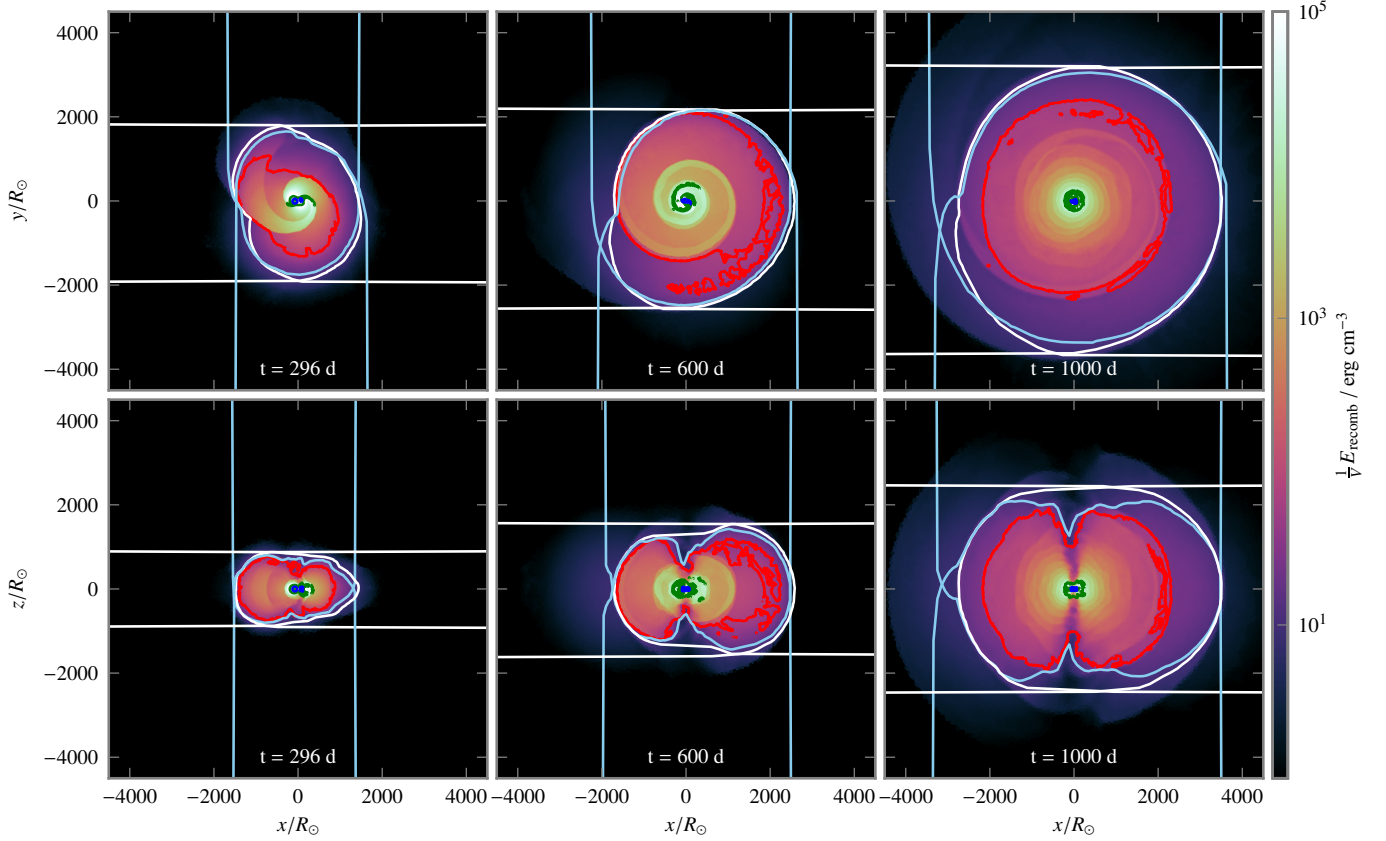 4000
2000
0
−2000
−4000
y/R⊙
t = 296 d
t = 600 d
t = 1000 d
4000
2000
0
−2000
−4000
z/R⊙
t = 296 d
t = 600 d
t = 1000 d
−4000 −2000 0 2000 4000
−4000 −2000 0 2000 4000
−4000 −2000 0 2000 4000
x/R⊙
x/R⊙
x/R⊙
10⁵
10³
10¹
1/V E_recomb / erg cm⁻³